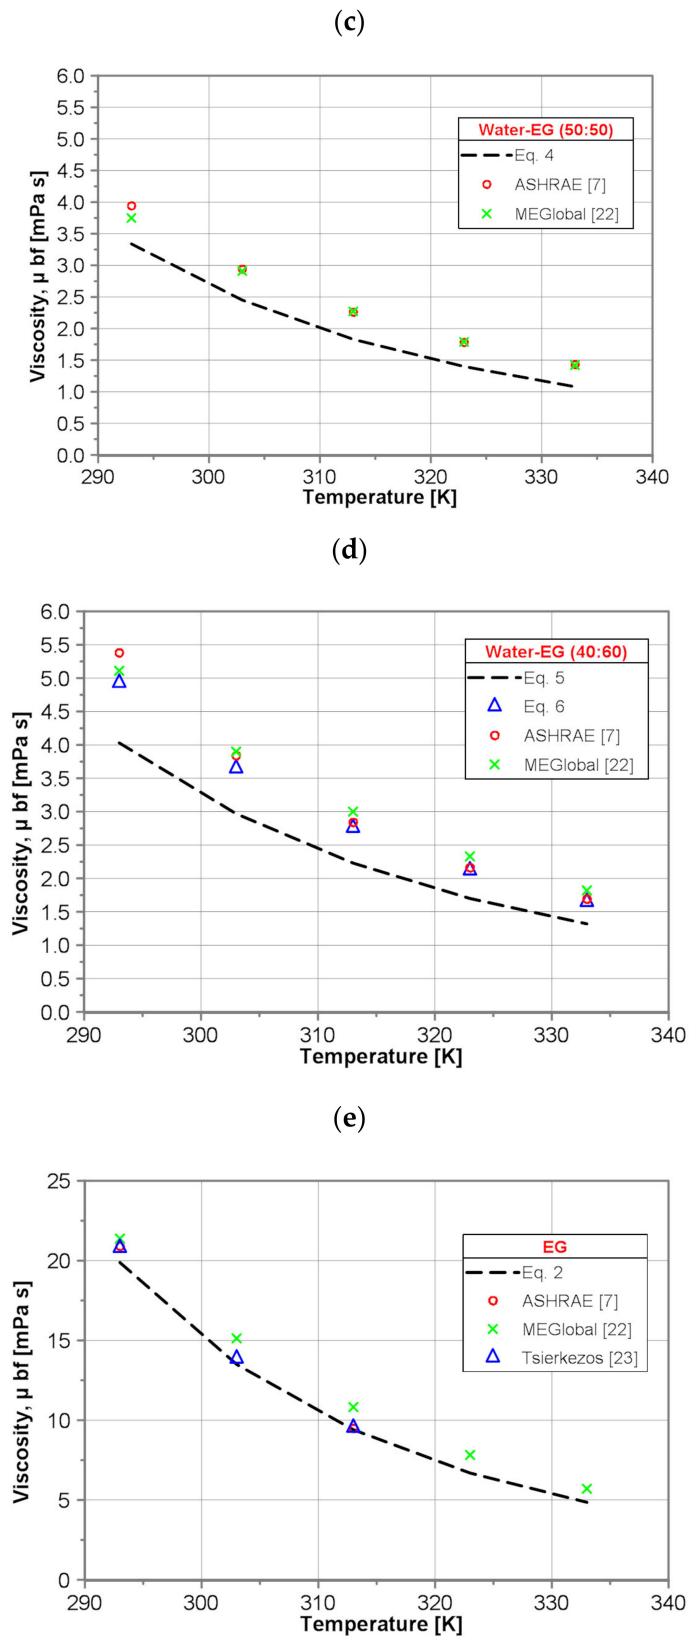 (c)
6.0
5.5
5.0
4.5
4.0
3.5
3.0
2.5
2.0
1.5
1.0
0.5
0.0
Viscosity, μ bf [mPa s]
Water-EG (50:50)
Eq. 4
ASHRAE [7]
MEGlobal [22]
290 300 310 320 330 340
Temperature [K]
(d)
6.0
5.5
5.0
4.5
4.0
3.5
3.0
2.5
2.0
1.5
1.0
0.5
0.0
Viscosity, μ bf [mPa s]
Water-EG (40:60)
Eq. 5
Eq. 6
ASHRAE [7]
MEGlobal [22]
290 300 310 320 330 340
Temperature [K]
(e)
25
20
15
10
5
0
Viscosity, μ bf [mPa s]
EG
Eq. 2
ASHRAE [7]
MEGlobal [22]
Tsierkezos [23]
290 300 310 320 330 340
Temperature [K]